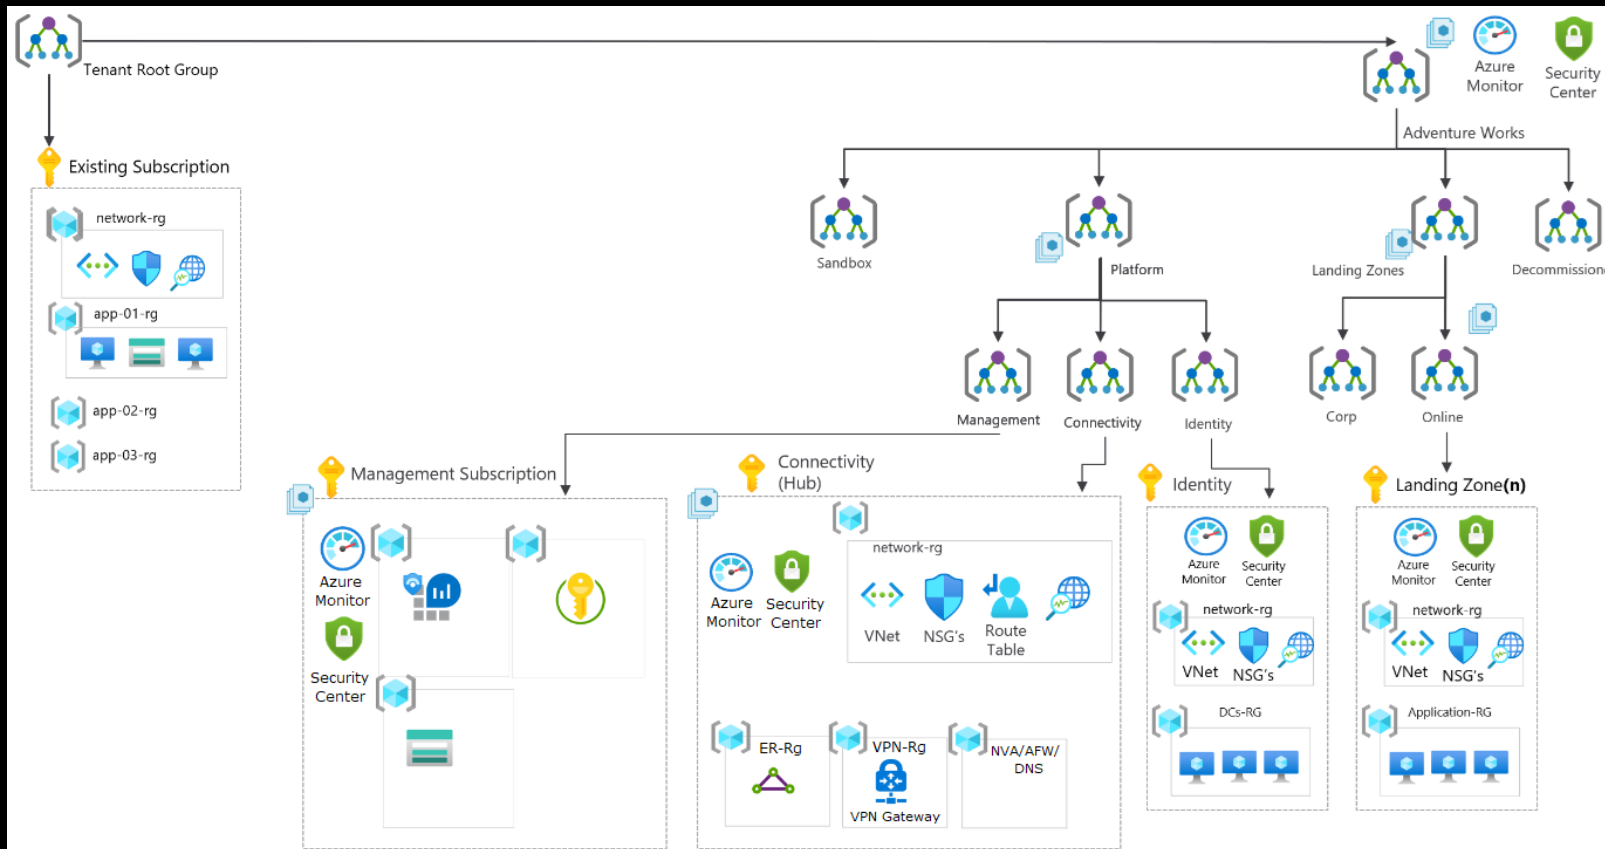 Tenant Root Group
Azure
Monitor
Security
Center
Adventure Works
Existing Subscription
network-rg
app-01-rg
app-02-rg
app-03-rg
Sandbox
Platform
Landing Zones
Decommissione
Management
Connectivity
Identity
Corp
Online
Management Subscription
Azure
Monitor
Security
Center
Connectivity
(Hub)
Azure
Monitor
Security
Center
network-rg
VNet
NSG's
Route
Table
ER-Rg
VPN-Rg
VPN Gateway
NVA/AFW/
DNS
Identity
Azure
Monitor
Security
Center
network-rg
VNet
NSG's
DCs-RG
Landing Zone(n)
Azure
Monitor
Security
Center
network-rg
VNet
NSG's
Application-RG